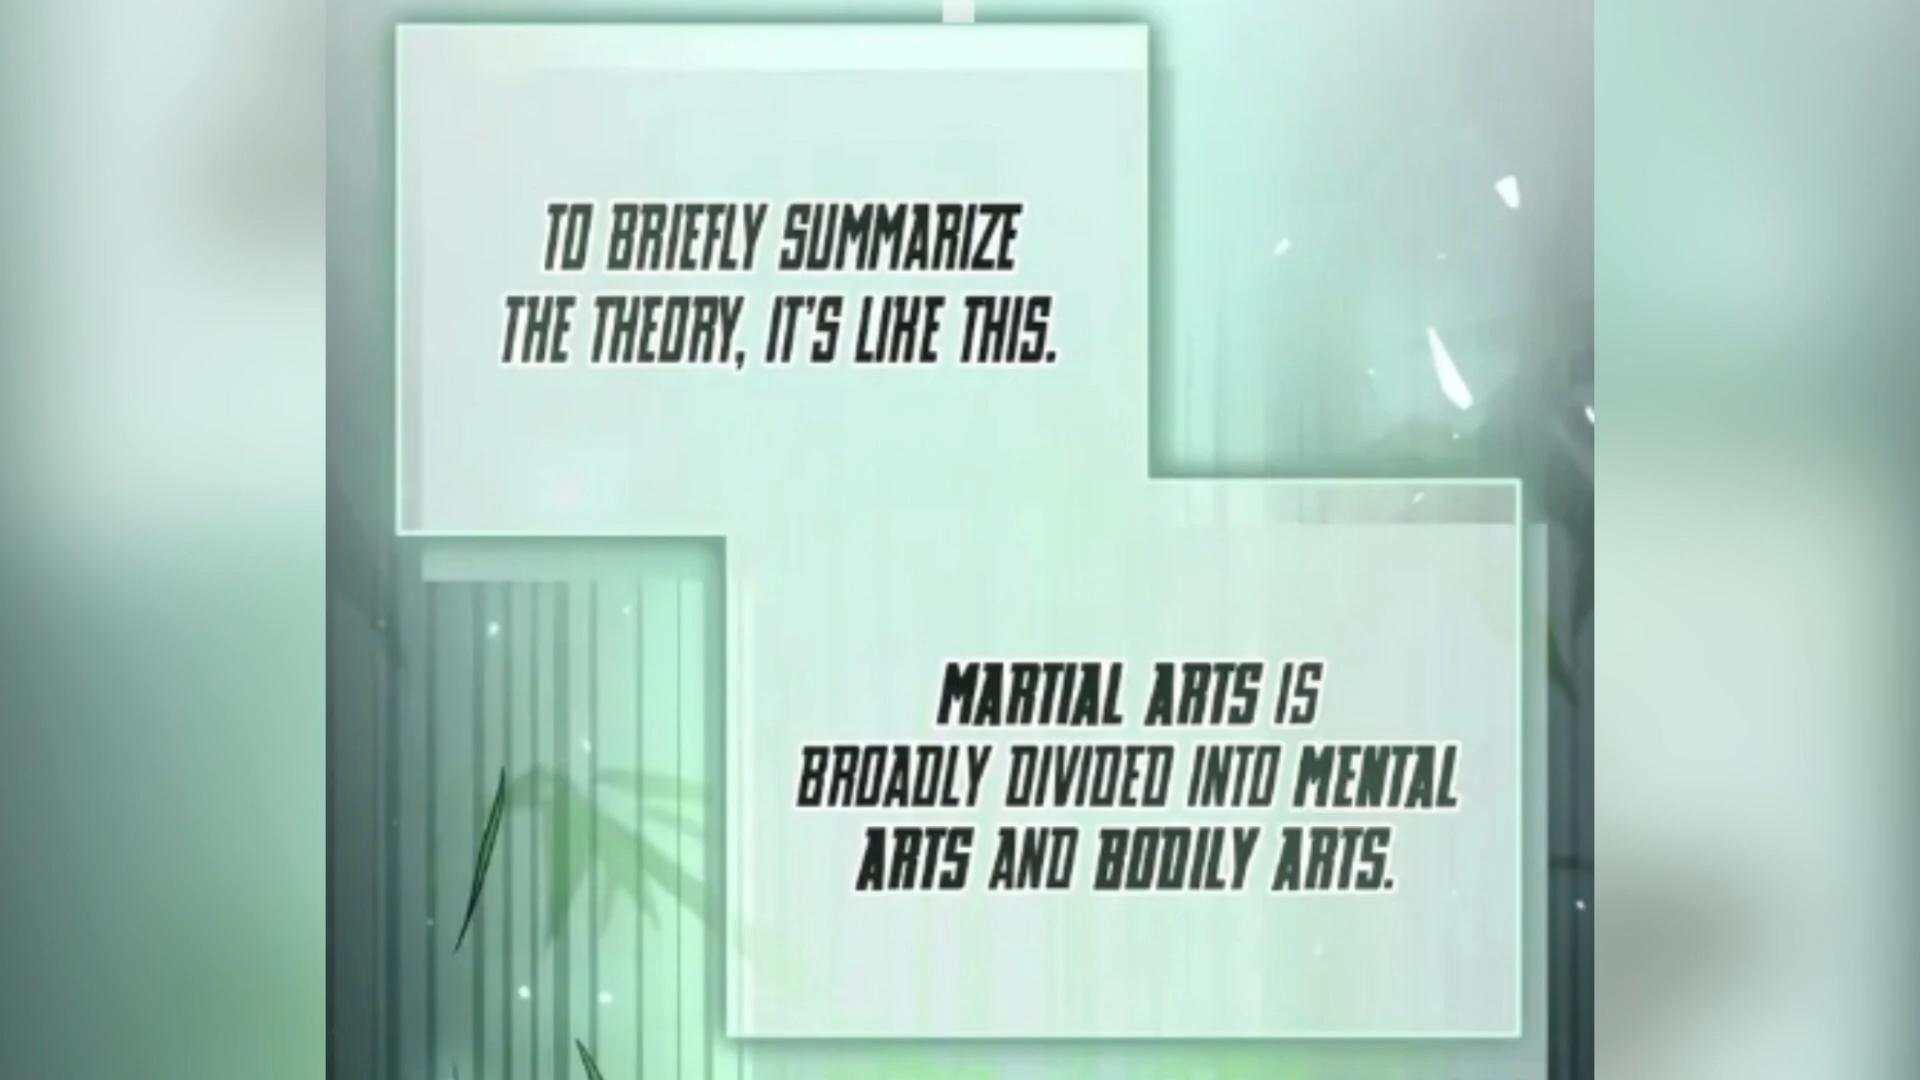 TO BRIEFLY SUMMARIZE
THE THEORY, IT'S LIKE THIS.
MARTIAL ARTS IS
BROADLY DIVIDED INTO MENTAL
ARTS AND BODILY ARTS.